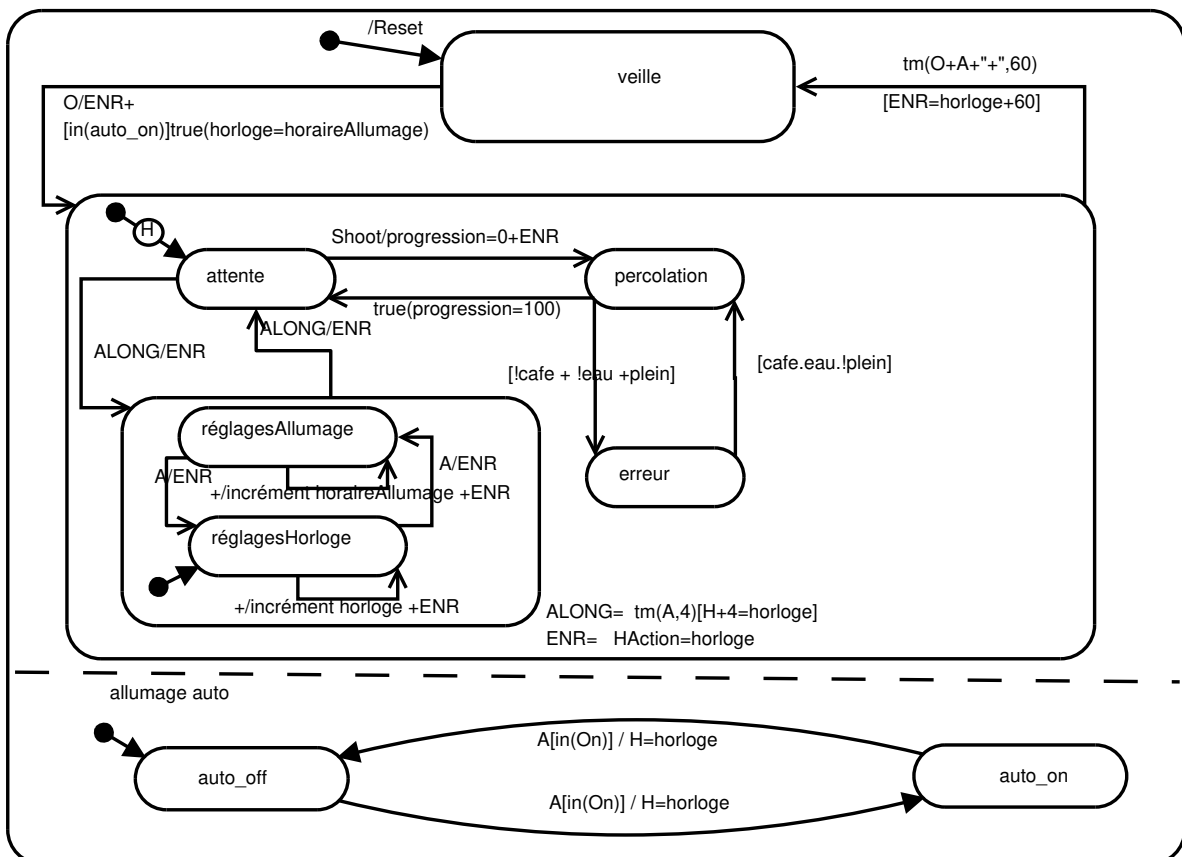 /Reset
veille
tm(O+A+"+",60)
[ENR=horloge+60]
O/ENR+
[in(auto_on)]true(horloge=horaireAllumage)
H
Shoot/progression=0+ENR
attente
percolation
true(progression=100)
ALONG/ENR
ALONG/ENR
[!cafe + !eau +plein]
[cafe.eau.!plein]
réglagesAllumage
A/ENR
A/ENR
erreur
+/incrément horaireAllumage +ENR
réglagesHorloge
+/incrément horloge +ENR
ALONG= tm(A,4)[H+4=horloge]
ENR= HAction=horloge
allumage auto
A[in(On)] / H=horloge
auto_off
auto_on
A[in(On)] / H=horloge